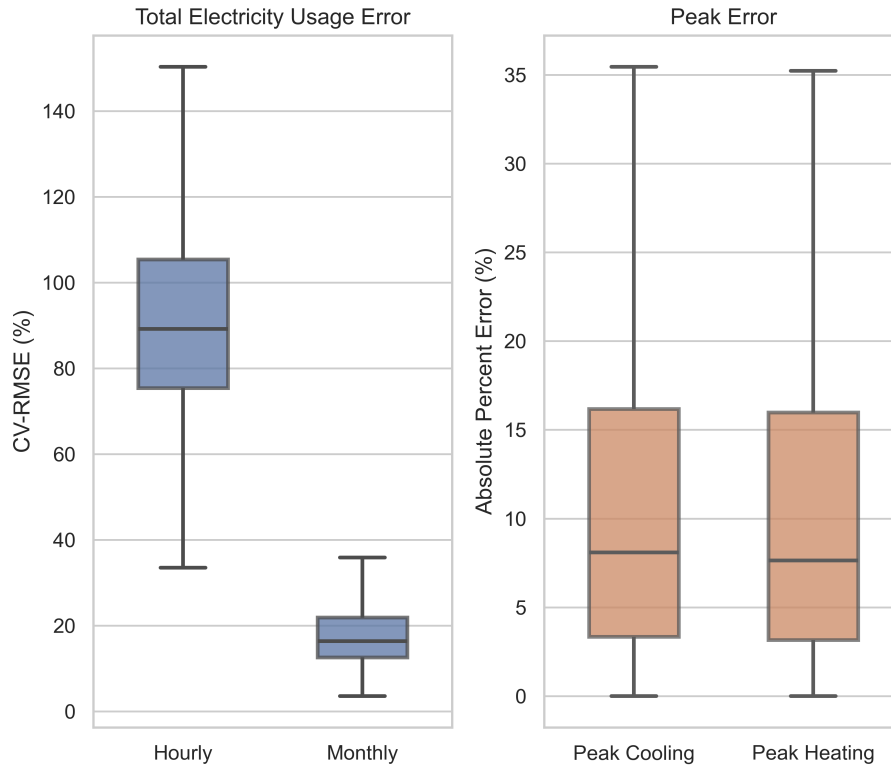 Total Electricity Usage Error
CV-RMSE (%)
140
120
100
80
60
40
20
0
Hourly
Monthly
Peak Error
Absolute Percent Error (%)
35
30
25
20
15
10
5
0
Peak Cooling
Peak Heating